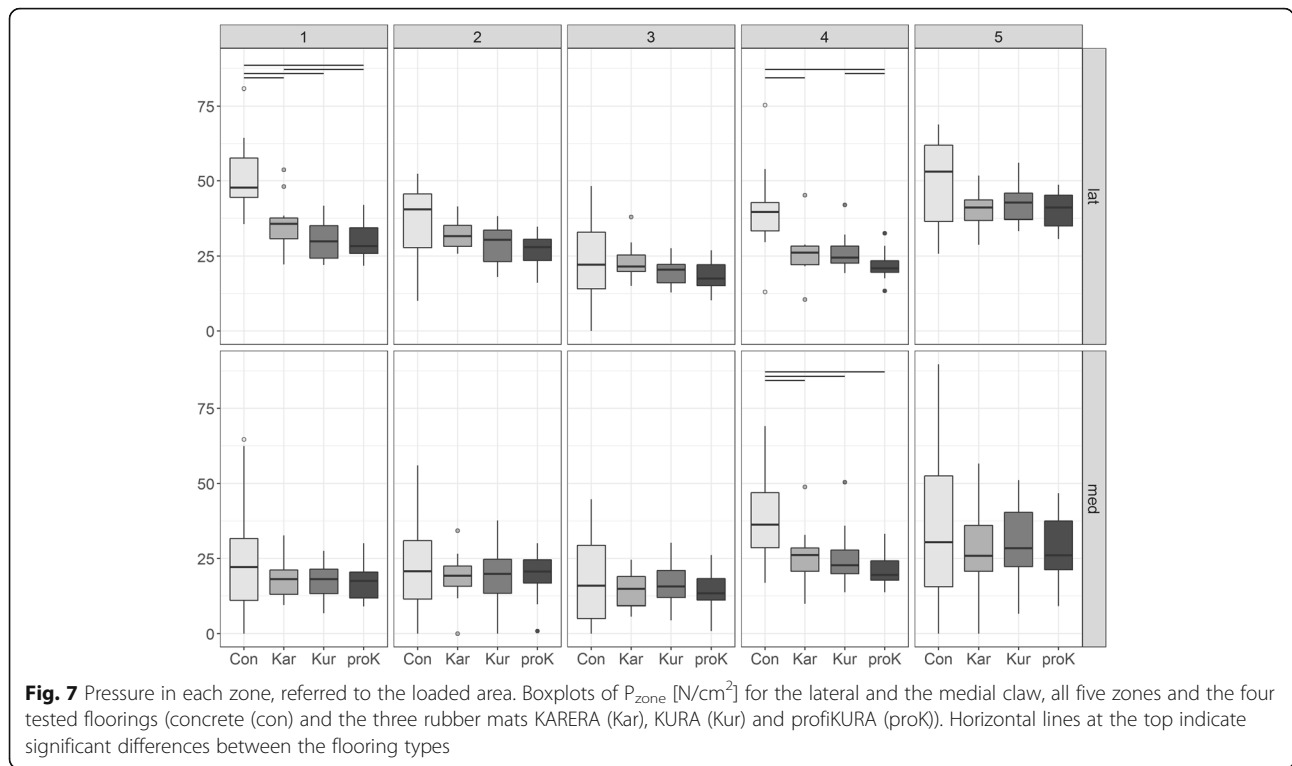 1 2 3 4 5
75
50
25
0
lat
75
50
25
0
med
Con Kar Kur proK Con Kar Kur proK Con Kar Kur proK Con Kar Kur proK Con Kar Kur proK
Fig. 7 Pressure in each zone, referred to the loaded area. Boxplots of Pzone [N/cm²] for the lateral and the medial claw, all five zones and the four
tested floorings (concrete (con) and the three rubber mats KARERA (Kar), KURA (Kur) and profiKURA (proK)). Horizontal lines at the top indicate
significant differences between the flooring types